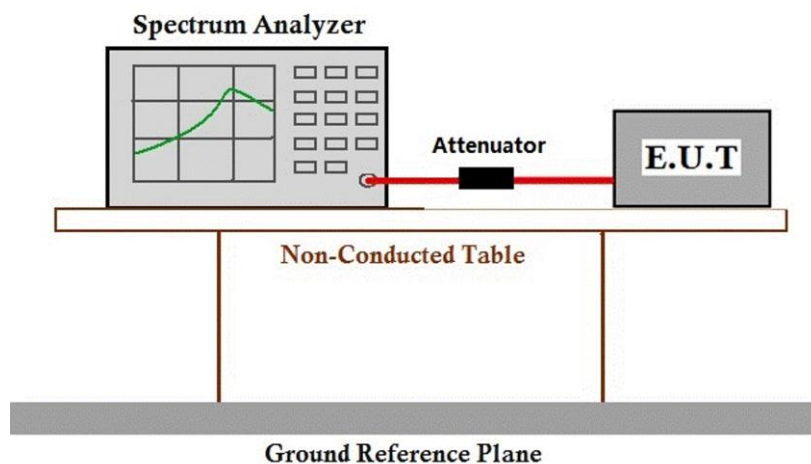 Spectrum Analyzer
Attenuator
E.U.T
Non-Conducted Table
Ground Reference Plane